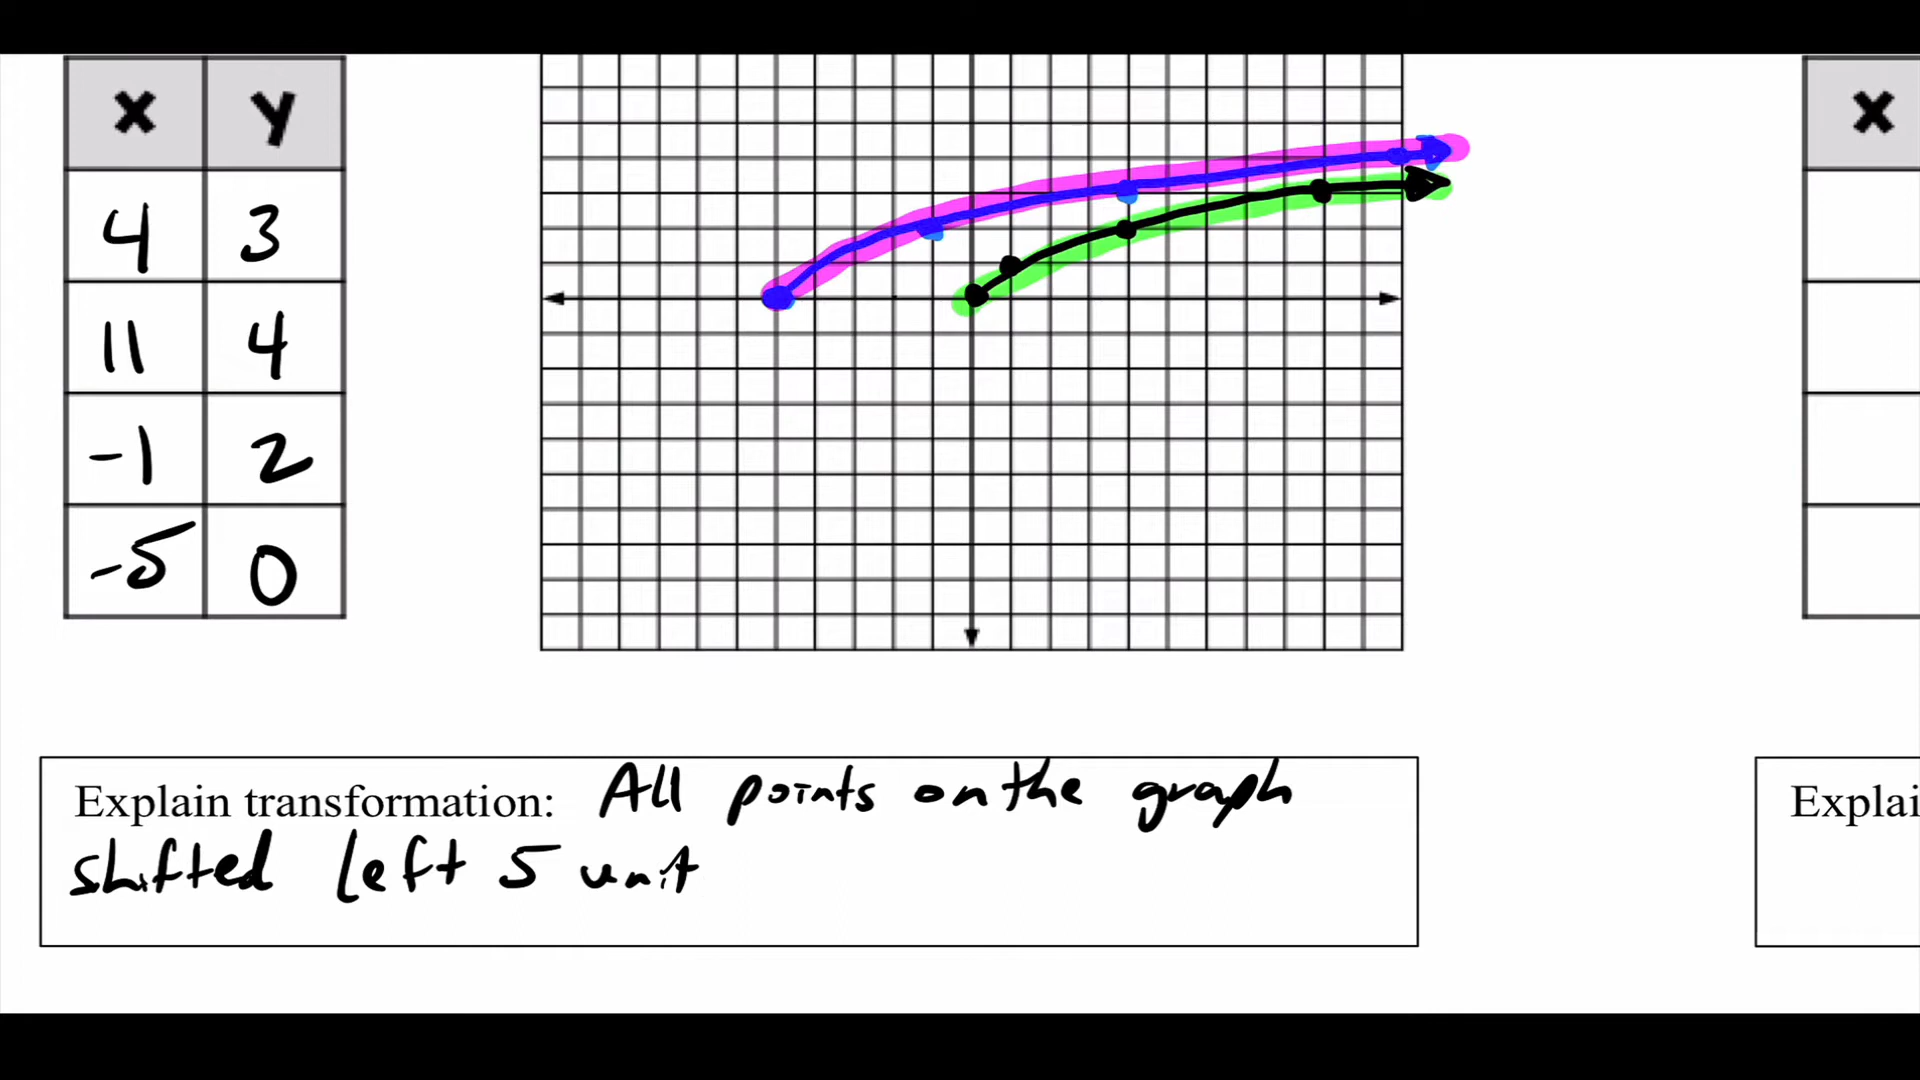 X Y X
4 3
11 4
-1 2
-5 0
Explain transformation: All points on the graph
shifted left 5 unit
Explai